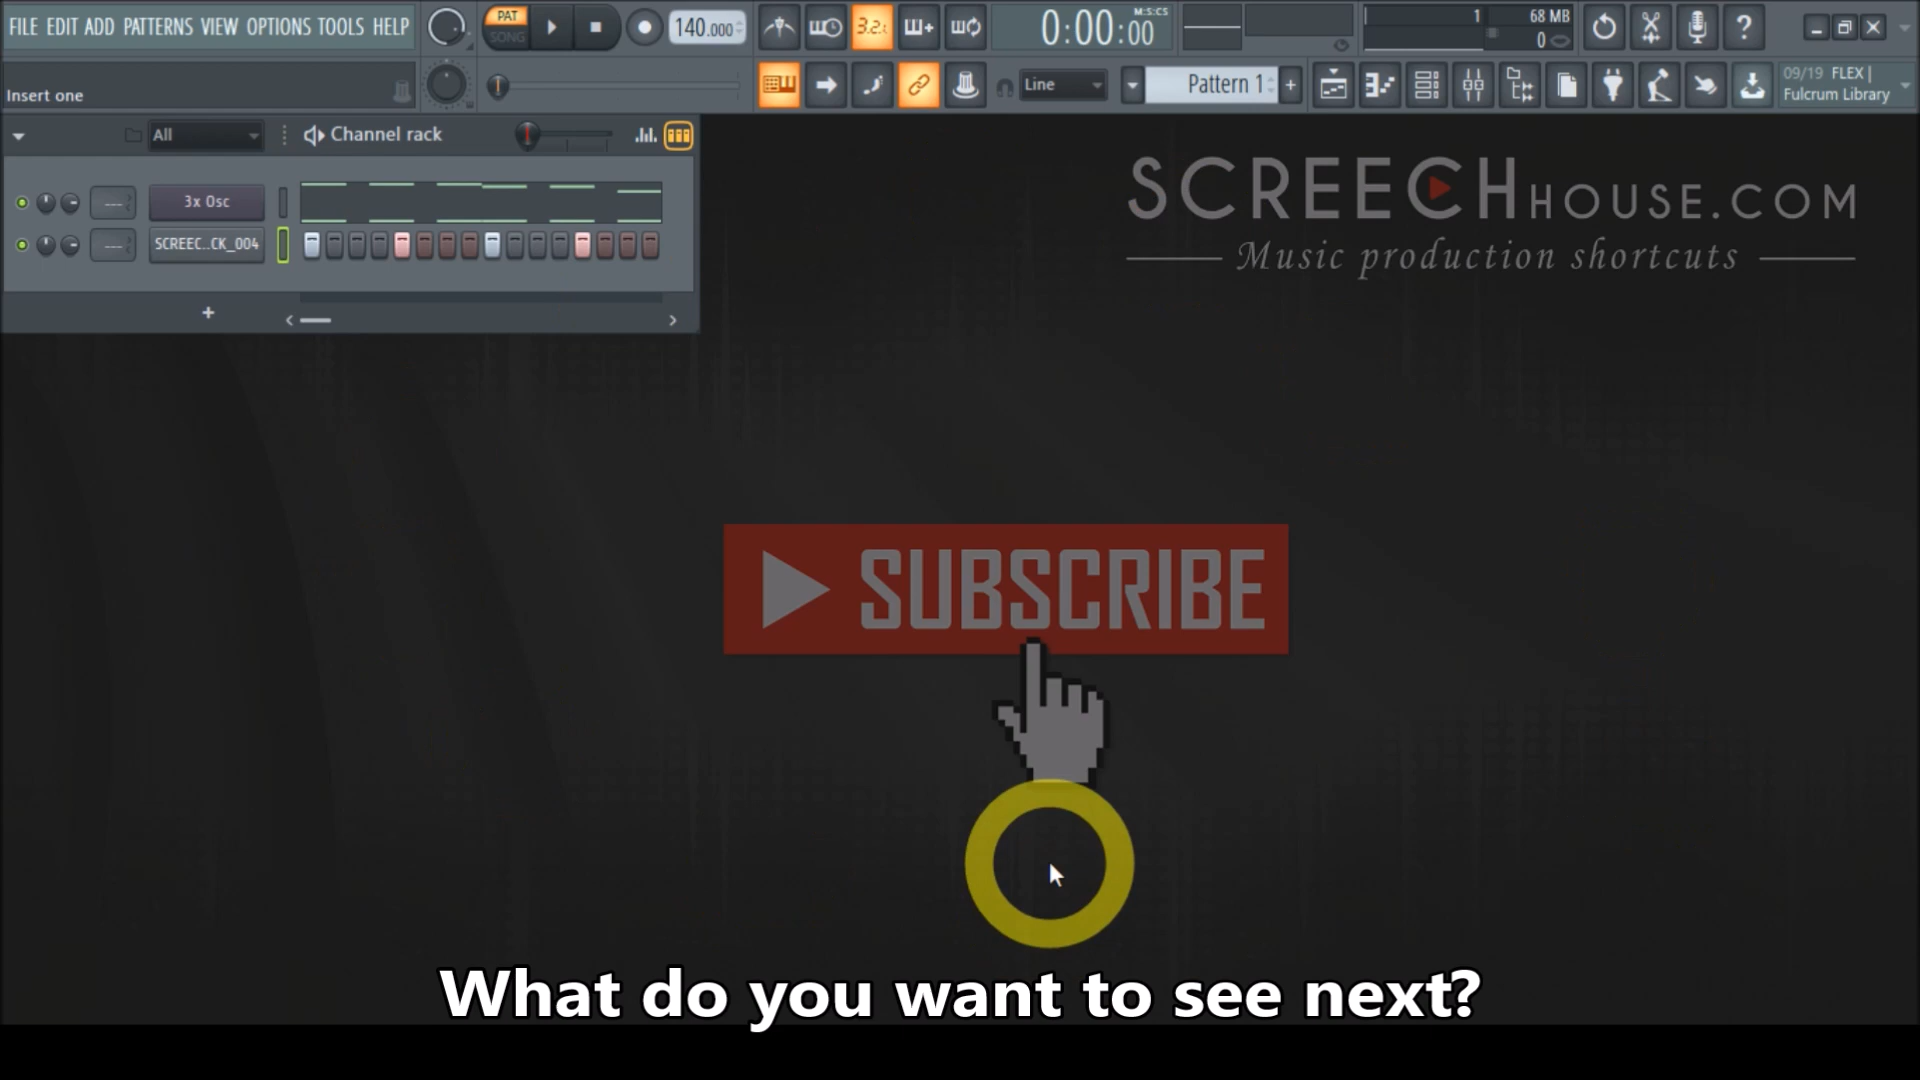 FILE EDIT ADD PATTERNS VIEW OPTIONS TOOLS HELP
PAT
SONG
140.000
3.2.
0:00:00
M:S:CS
1
68 MB
0
?
Insert one
Line
Pattern 1
+
09/19 FLEX |
Fulcrum Library
All
Channel rack
3x Osc
SCREEC..CK_004
+
SCREECHHOUSE.COM
Music production shortcuts
SUBSCRIBE
What do you want to see next?